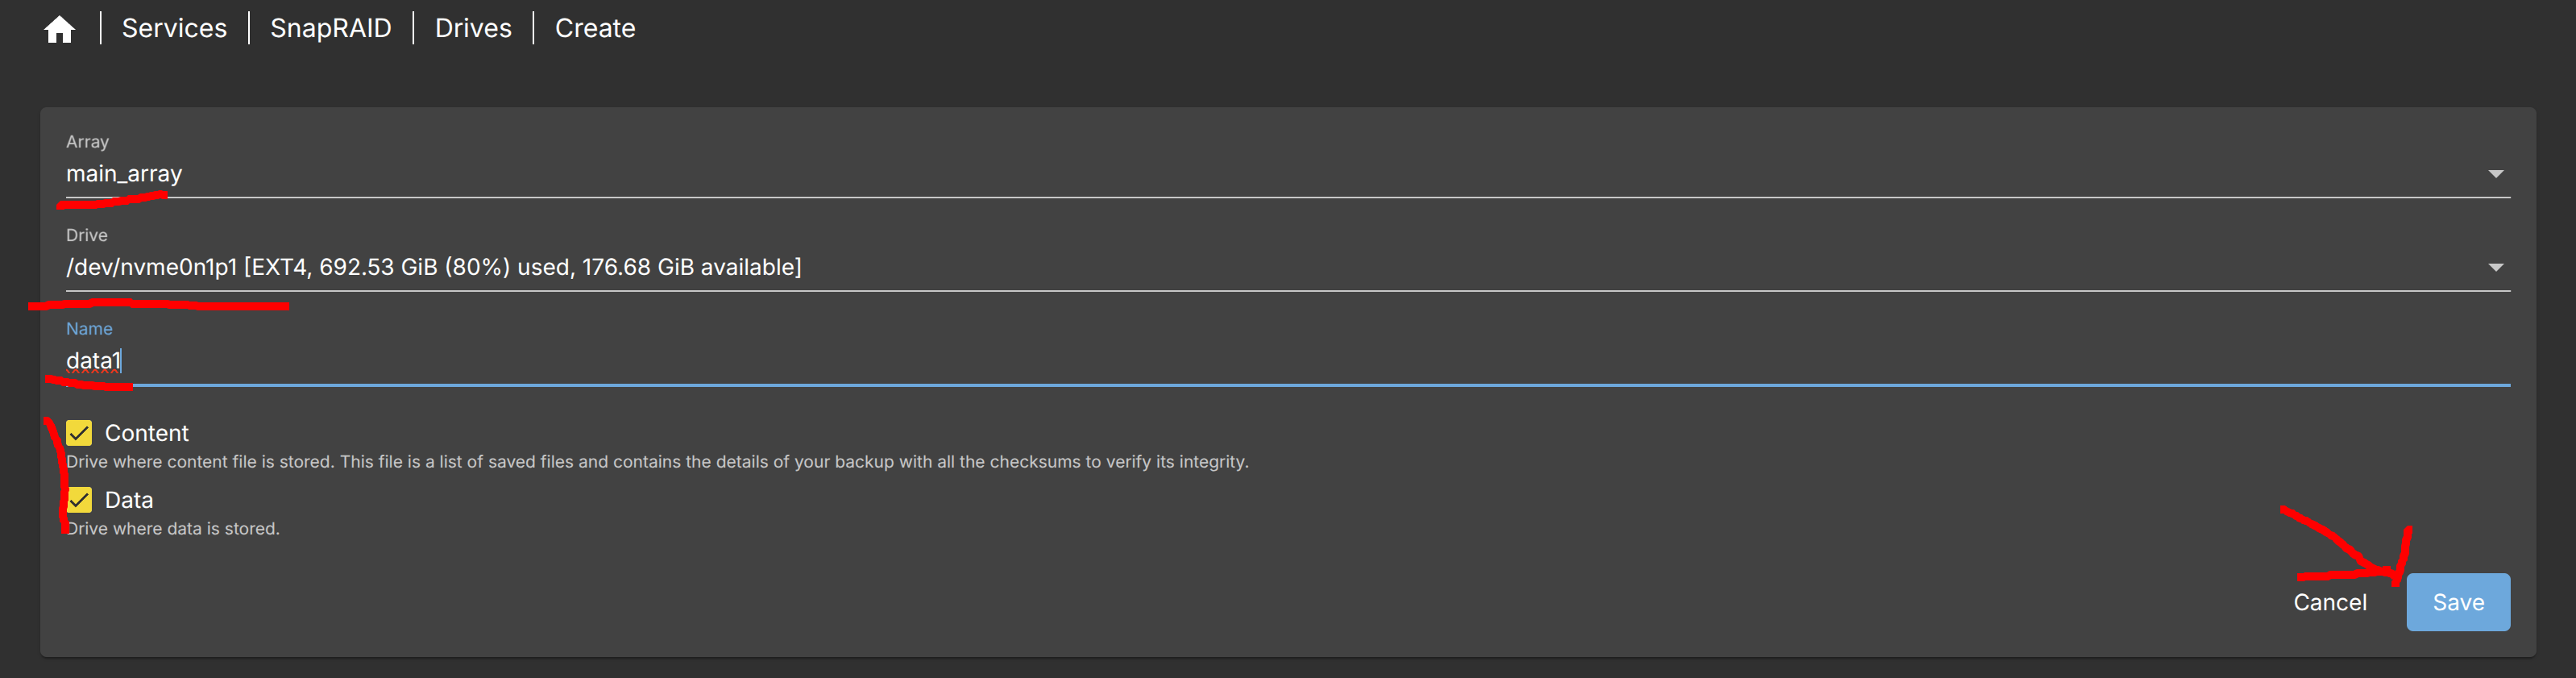 Services | SnapRAID | Drives | Create
Array
main_array
Drive
/dev/nvme0n1p1 [EXT4, 692.53 GiB (80%) used, 176.68 GiB available]
Name
data1
Content
Drive where content file is stored. This file is a list of saved files and contains the details of your backup with all the checksums to verify its integrity.
Data
Drive where data is stored.
Cancel Save